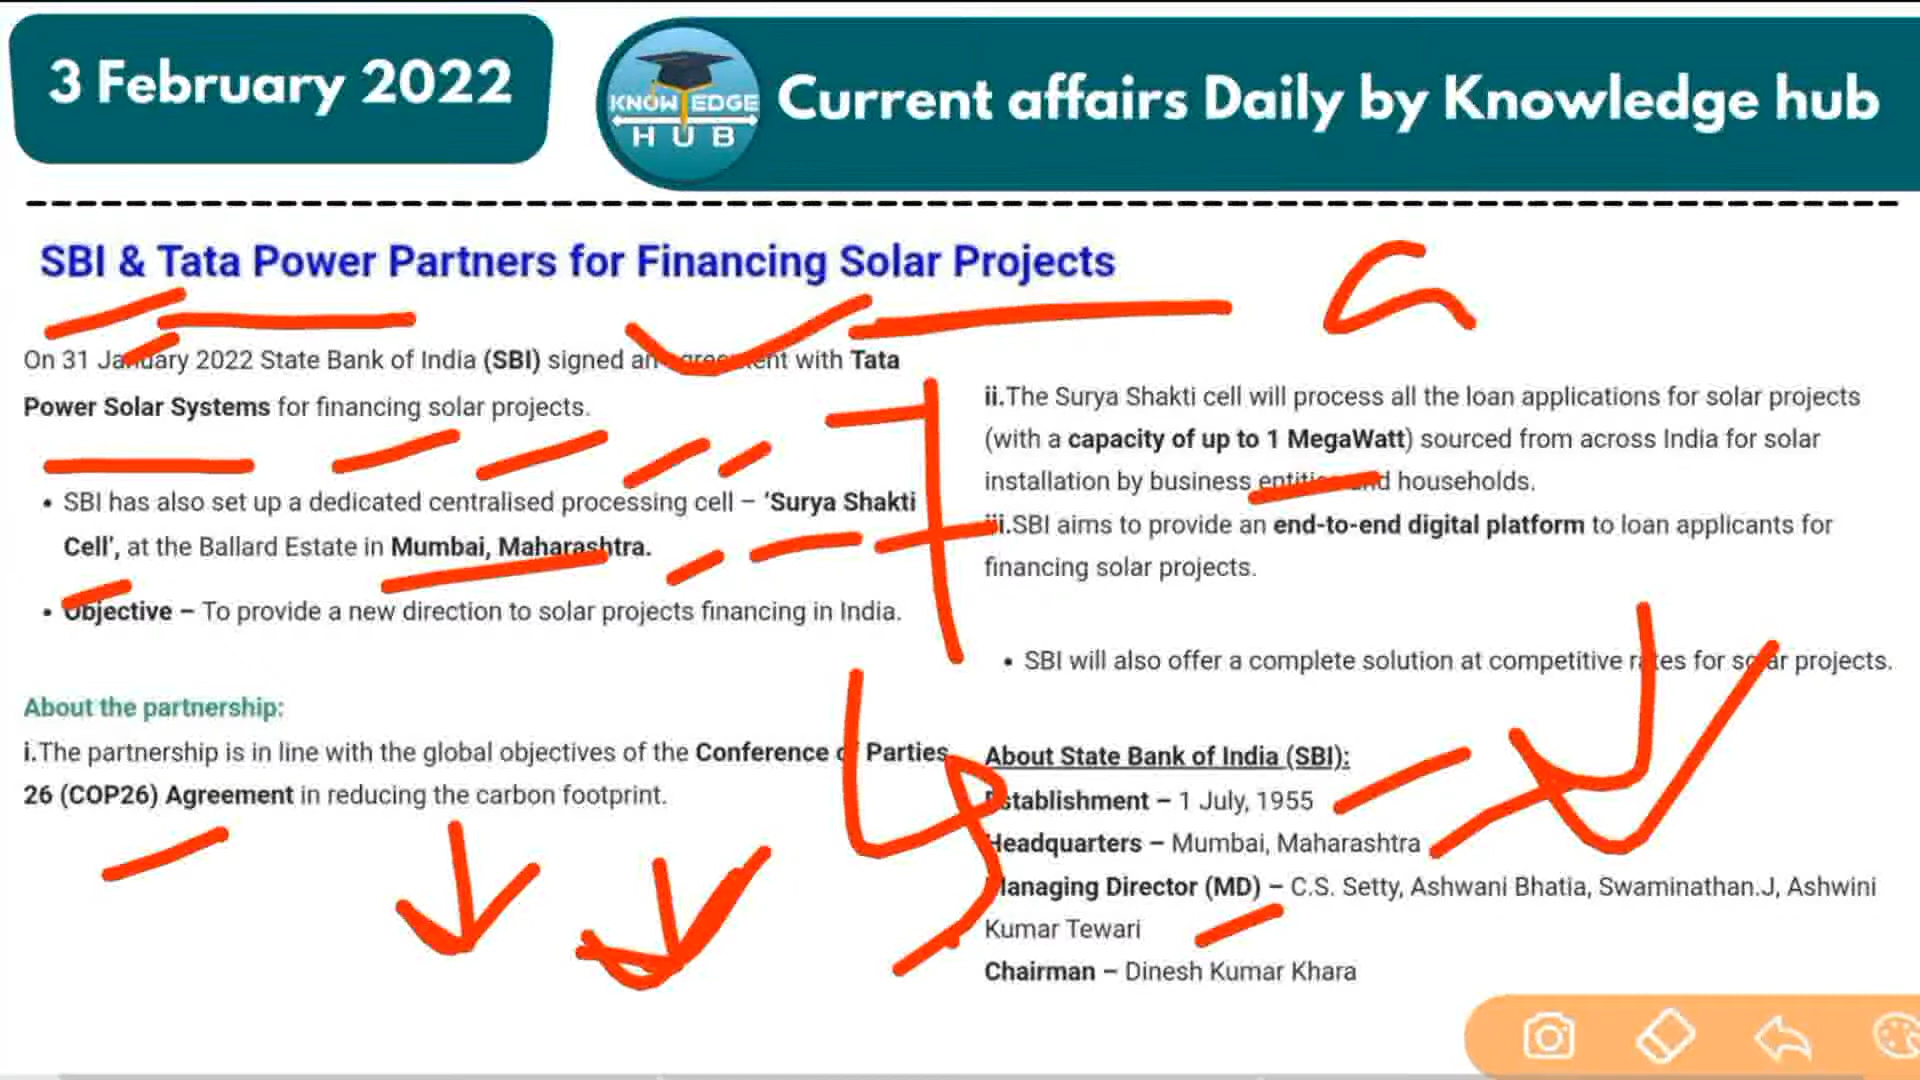 3 February 2022
KNOWLEDGE
HUB
Current affairs Daily by Knowledge hub
SBI & Tata Power Partners for Financing Solar Projects
On 31 January 2022 State Bank of India (SBI) signed an agreement with Tata
Power Solar Systems for financing solar projects.
• SBI has also set up a dedicated centralised processing cell – ‘Surya Shakti
Cell’, at the Ballard Estate in Mumbai, Maharashtra.
• Objective – To provide a new direction to solar projects financing in India.
About the partnership:
i.The partnership is in line with the global objectives of the Conference of Parties
26 (COP26) Agreement in reducing the carbon footprint.
ii.The Surya Shakti cell will process all the loan applications for solar projects
(with a capacity of up to 1 MegaWatt) sourced from across India for solar
installation by business entities and households.
iii.SBI aims to provide an end-to-end digital platform to loan applicants for
financing solar projects.
• SBI will also offer a complete solution at competitive rates for solar projects.
About State Bank of India (SBI):
Establishment – 1 July, 1955
Headquarters – Mumbai, Maharashtra
Managing Director (MD) – C.S. Setty, Ashwani Bhatia, Swaminathan.J, Ashwini
Kumar Tewari
Chairman – Dinesh Kumar Khara